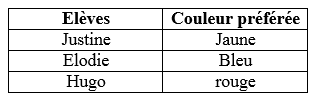 Elèves Couleur préférée
Justine Jaune
Elodie Bleu
Hugo rouge